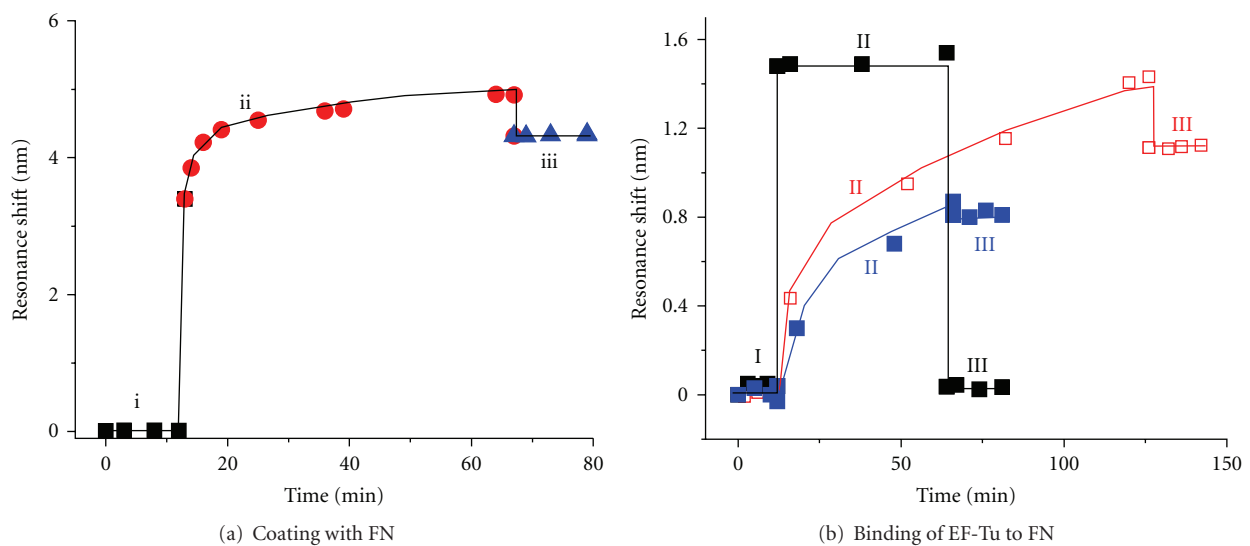 6
4
2
0
Resonance shift (nm)
i
ii
iii
0
20
40
60
80
Time (min)
(a) Coating with FN
1.6
1.2
0.8
0.4
0
Resonance shift (nm)
I
II
II
II
III
III
III
0
50
100
150
Time (min)
(b) Binding of EF-Tu to FN